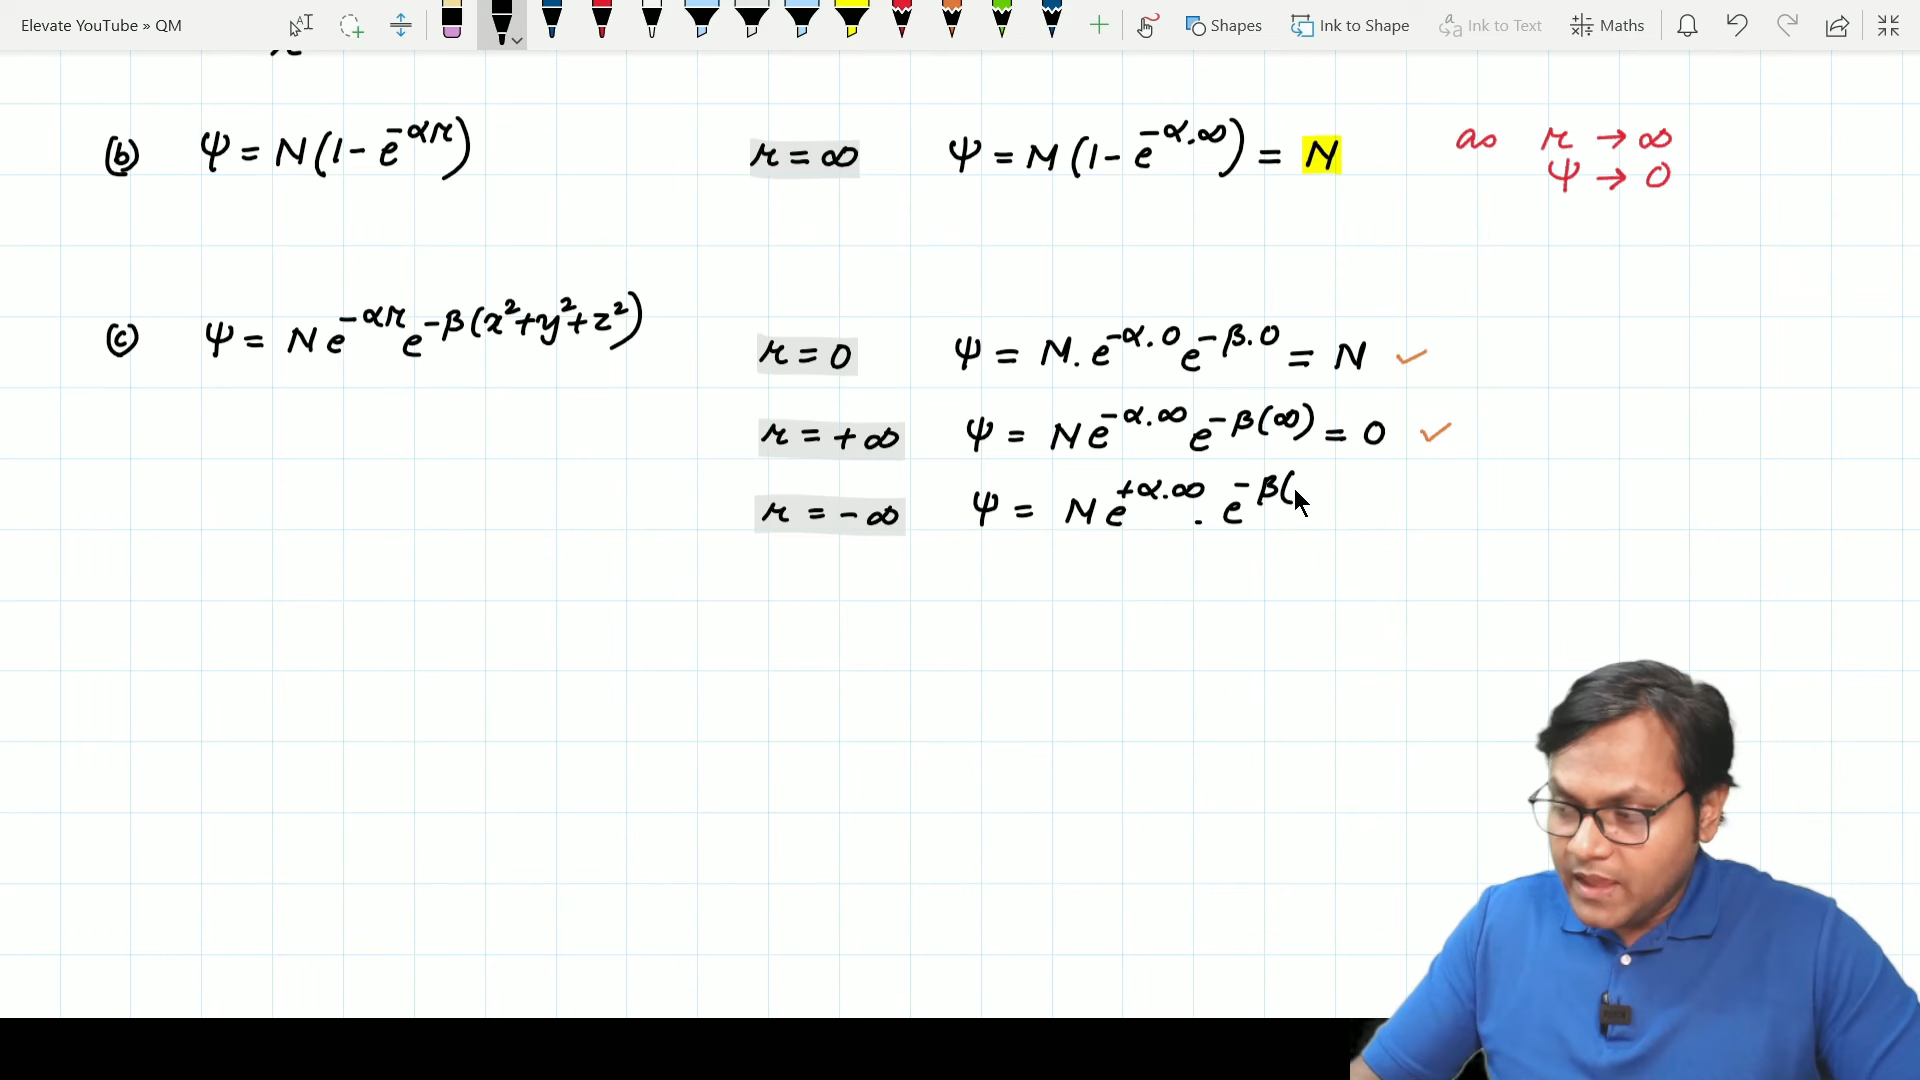 Elevate YouTube » QM Shapes Ink to Shape Ink to Text Maths
(b) ψ = N(1- e^{-αr}) r = ∞ ψ = N(1- e^{-α.∞}) = N as r → ∞
ψ → 0
(c) ψ = N e^{-αr} e^{-β(x²+y²+z²)}
r = 0 ψ = N. e^{-α.0} e^{-β.0} = N ✓
r = +∞ ψ = N e^{-α.∞} e^{-β(∞)} = 0 ✓
r = -∞ ψ = N e^{+α.∞} . e^{-β(